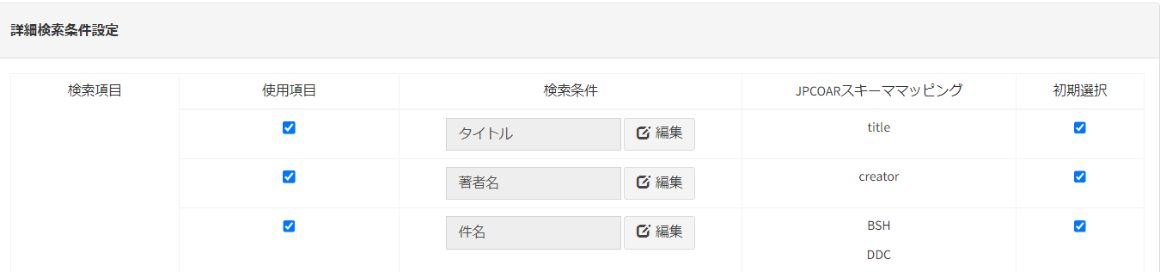 詳細検索条件設定
検索項目 使用項目 検索条件 JPCOARスキーママッピング 初期選択
タイトル 編集 title
著者名 編集 creator
件名 編集 BSH
DDC